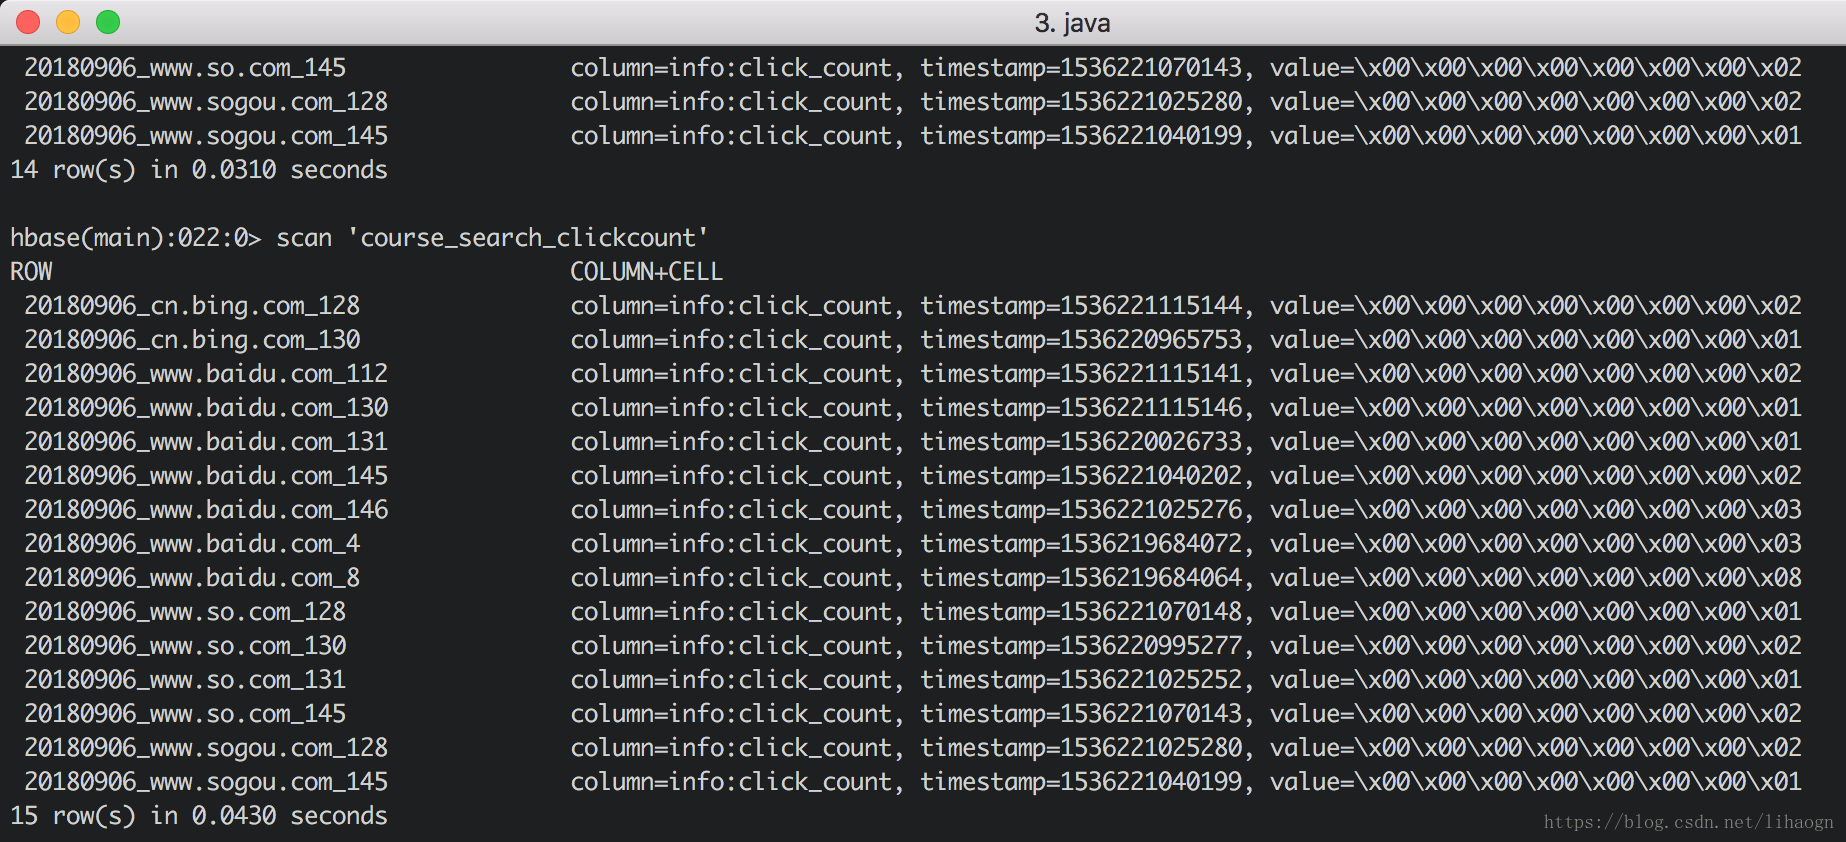 3. java
20180906_www.so.com_145 column=info:click_count, timestamp=1536221070143, value=\x00\x00\x00\x00\x00\x00\x00\x02
20180906_www.sogou.com_128 column=info:click_count, timestamp=1536221025280, value=\x00\x00\x00\x00\x00\x00\x00\x02
20180906_www.sogou.com_145 column=info:click_count, timestamp=1536221040199, value=\x00\x00\x00\x00\x00\x00\x00\x01
14 row(s) in 0.0310 seconds
hbase(main):022:0> scan 'course_search_clickcount'
ROW COLUMN+CELL
20180906_cn.bing.com_128 column=info:click_count, timestamp=1536221115144, value=\x00\x00\x00\x00\x00\x00\x00\x02
20180906_cn.bing.com_130 column=info:click_count, timestamp=1536220965753, value=\x00\x00\x00\x00\x00\x00\x00\x01
20180906_www.baidu.com_112 column=info:click_count, timestamp=1536221115141, value=\x00\x00\x00\x00\x00\x00\x00\x02
20180906_www.baidu.com_130 column=info:click_count, timestamp=1536221115146, value=\x00\x00\x00\x00\x00\x00\x00\x01
20180906_www.baidu.com_131 column=info:click_count, timestamp=1536220026733, value=\x00\x00\x00\x00\x00\x00\x00\x01
20180906_www.baidu.com_145 column=info:click_count, timestamp=1536221040202, value=\x00\x00\x00\x00\x00\x00\x00\x02
20180906_www.baidu.com_146 column=info:click_count, timestamp=1536221025276, value=\x00\x00\x00\x00\x00\x00\x00\x03
20180906_www.baidu.com_4 column=info:click_count, timestamp=1536219684072, value=\x00\x00\x00\x00\x00\x00\x00\x03
20180906_www.baidu.com_8 column=info:click_count, timestamp=1536219684064, value=\x00\x00\x00\x00\x00\x00\x00\x08
20180906_www.so.com_128 column=info:click_count, timestamp=1536221070148, value=\x00\x00\x00\x00\x00\x00\x00\x01
20180906_www.so.com_130 column=info:click_count, timestamp=1536220995277, value=\x00\x00\x00\x00\x00\x00\x00\x02
20180906_www.so.com_131 column=info:click_count, timestamp=1536221025252, value=\x00\x00\x00\x00\x00\x00\x00\x01
20180906_www.so.com_145 column=info:click_count, timestamp=1536221070143, value=\x00\x00\x00\x00\x00\x00\x00\x02
20180906_www.sogou.com_128 column=info:click_count, timestamp=1536221025280, value=\x00\x00\x00\x00\x00\x00\x00\x02
20180906_www.sogou.com_145 column=info:click_count, timestamp=1536221040199, value=\x00\x00\x00\x00\x00\x00\x00\x01
15 row(s) in 0.0430 seconds
https://blog.csdn.net/lihaogn